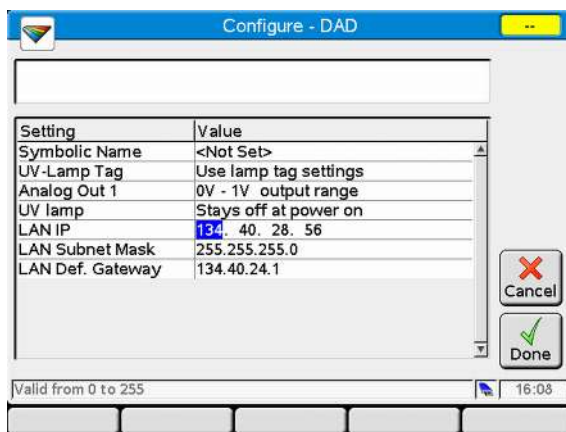 Configure - DAD
--
Setting Value
Symbolic Name <Not Set>
UV-Lamp Tag Use lamp tag settings
Analog Out 1 0V - 1V output range
UV lamp Stays off at power on
LAN IP 134. 40. 28. 56
LAN Subnet Mask 255.255.255.0
LAN Def. Gateway 134.40.24.1
Cancel
Done
Valid from 0 to 255 16:08